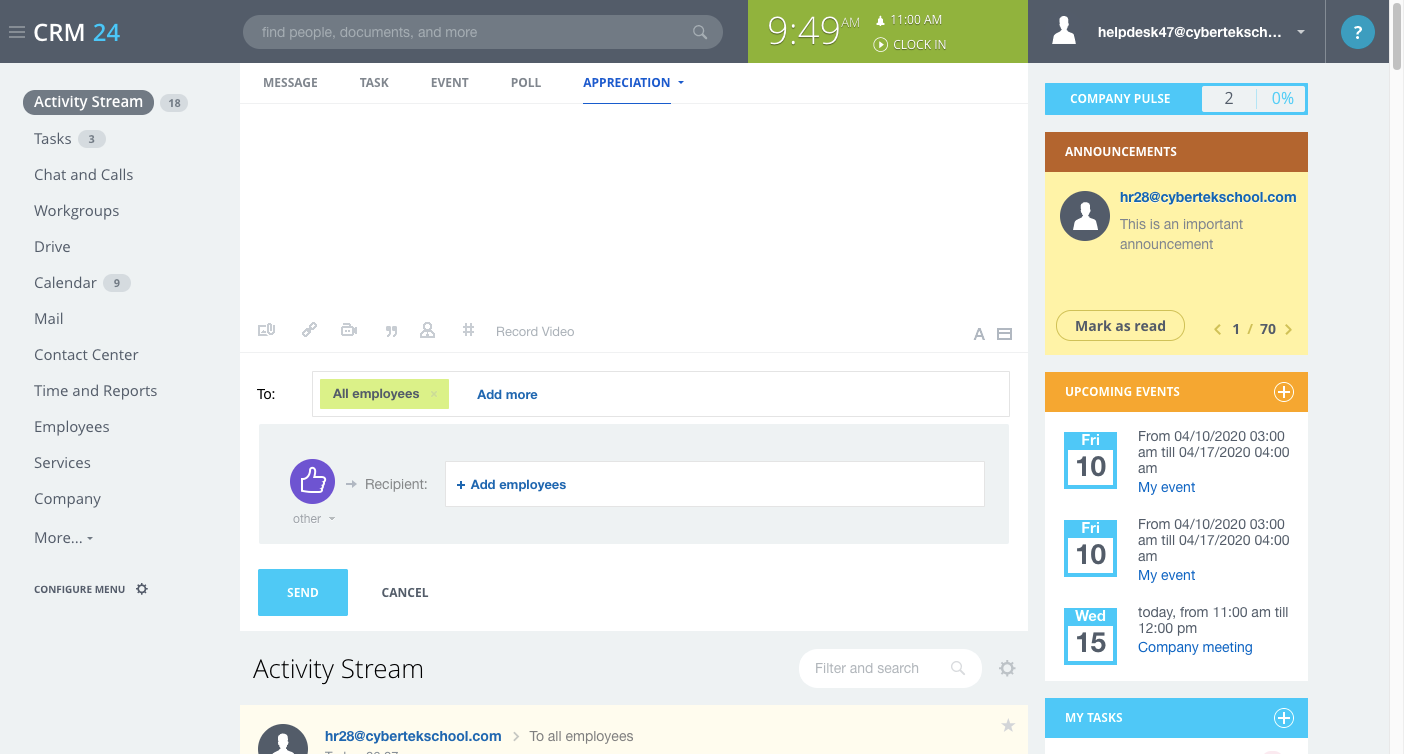 CRM 24
find people, documents, and more
9:49 AM
11:00 AM
CLOCK IN
helpdesk47@cyberteksch...
?
Activity Stream 18
Tasks 3
Chat and Calls
Workgroups
Drive
Calendar 9
Mail
Contact Center
Time and Reports
Employees
Services
Company
More...
CONFIGURE MENU
MESSAGE TASK EVENT POLL APPRECIATION
Record Video
A
To: All employees × Add more
Recipient: + Add employees
other
SEND CANCEL
Activity Stream
Filter and search
hr28@cybertekschool.com > To all employees
COMPANY PULSE 2 0%
ANNOUNCEMENTS
hr28@cybertekschool.com
This is an important
announcement
Mark as read
1 / 70
UPCOMING EVENTS
Fri
10
From 04/10/2020 03:00
am till 04/17/2020 04:00
am
My event
Fri
10
From 04/10/2020 03:00
am till 04/17/2020 04:00
am
My event
Wed
15
today, from 11:00 am till
12:00 pm
Company meeting
MY TASKS